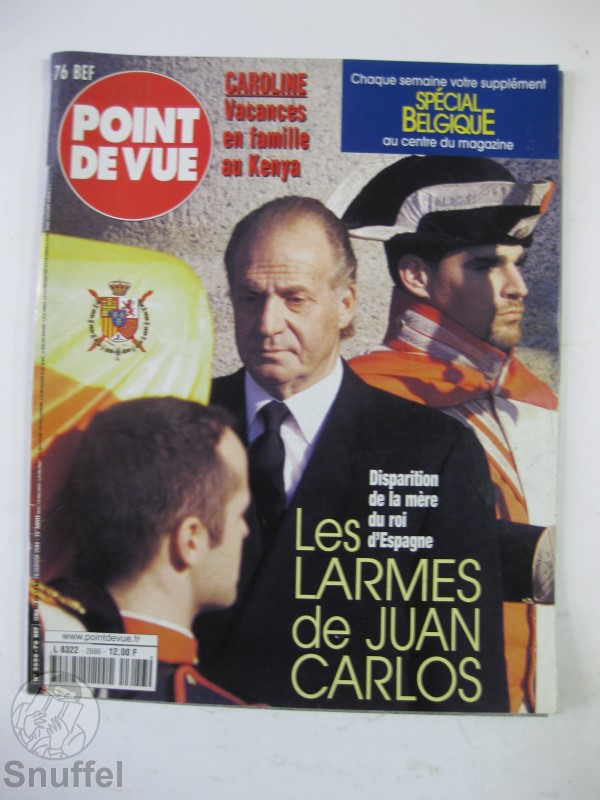 76 BEF
POINT
DE VUE
CAROLINE
Vacances
en famille
au Kenya
Chaque semaine votre supplément
SPÉCIAL
BELGIQUE
au centre du magazine
Disparition
de la mère
du roi
d'Espagne
Les
LARMES
de JUAN
CARLOS
www.pointdevue.fr
L 8322 - 2686 - 12,00 F
Snuffel